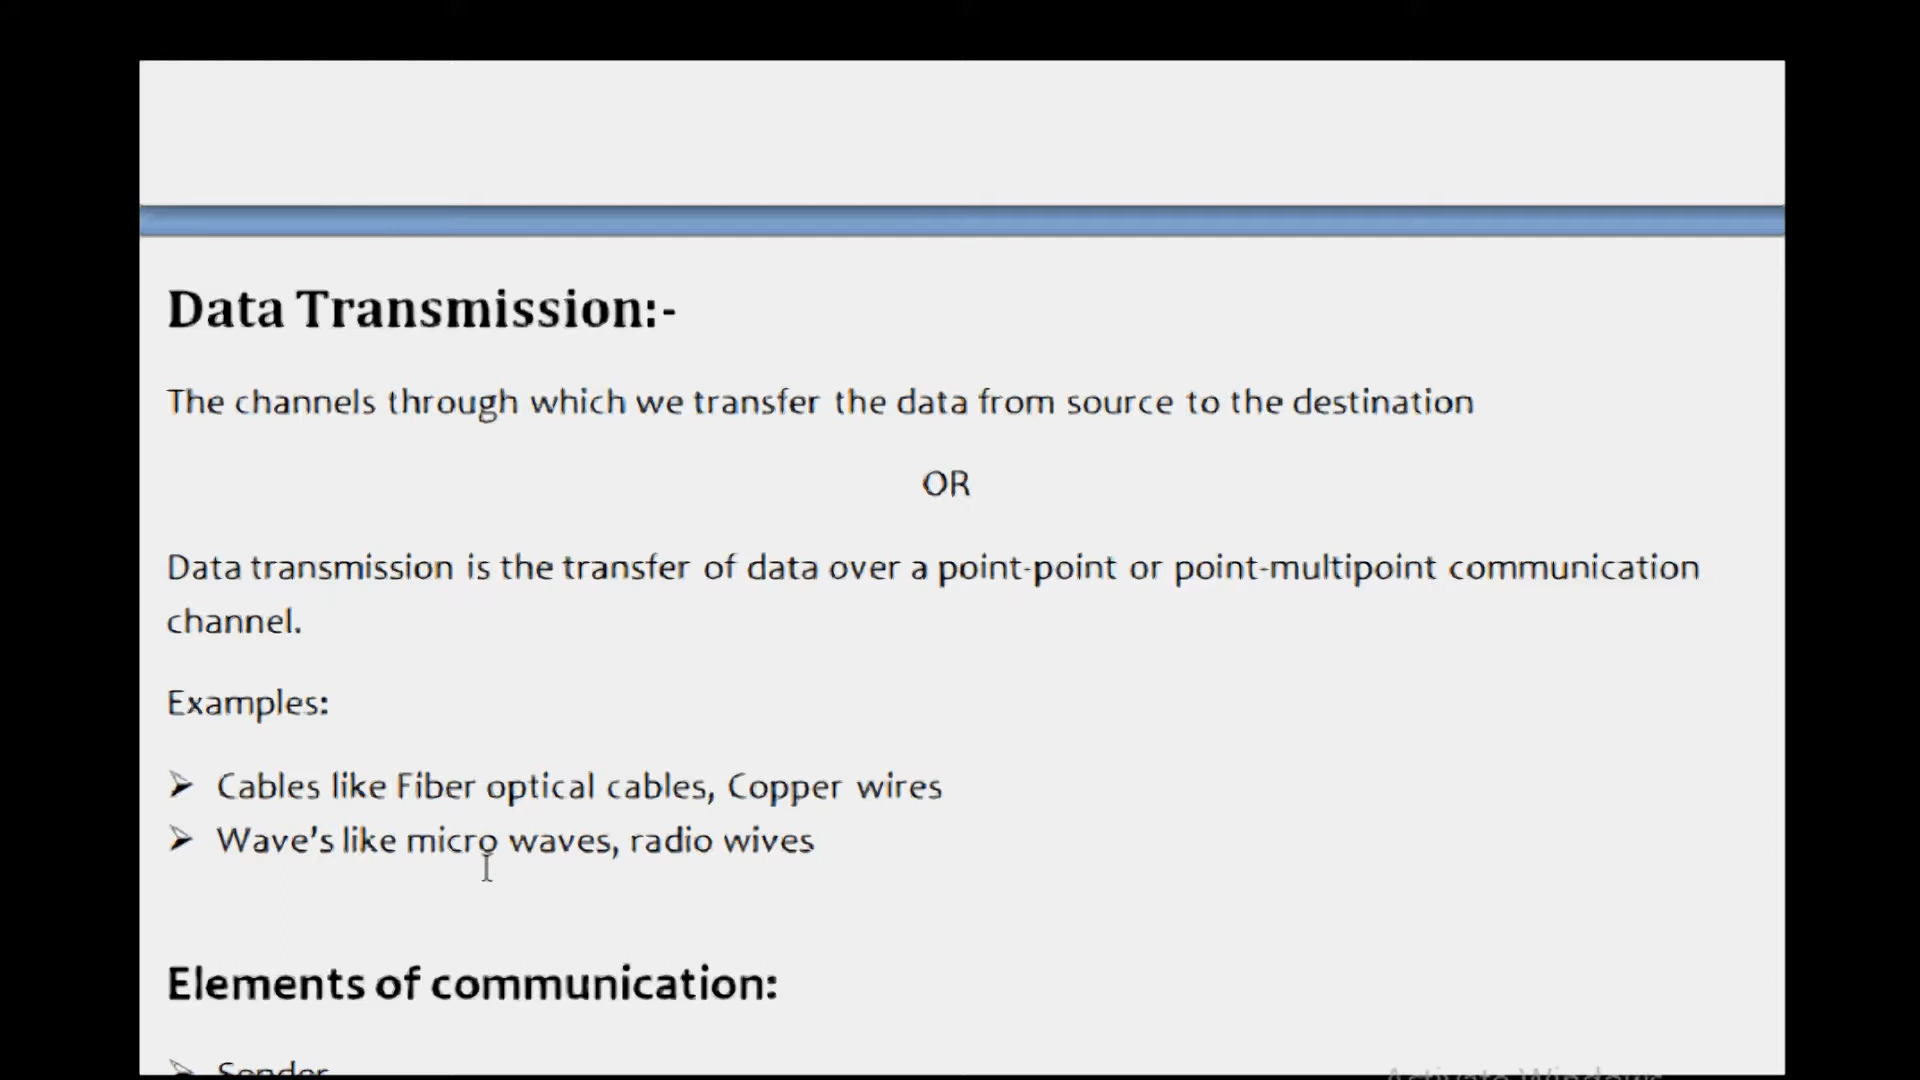 Data Transmission:-
The channels through which we transfer the data from source to the destination
OR
Data transmission is the transfer of data over a point-point or point-multipoint communication
channel.
Examples:
➢ Cables like Fiber optical cables, Copper wires
➢ Wave's like micro waves, radio wives
Elements of communication:
➢ Sender
Activate Windows